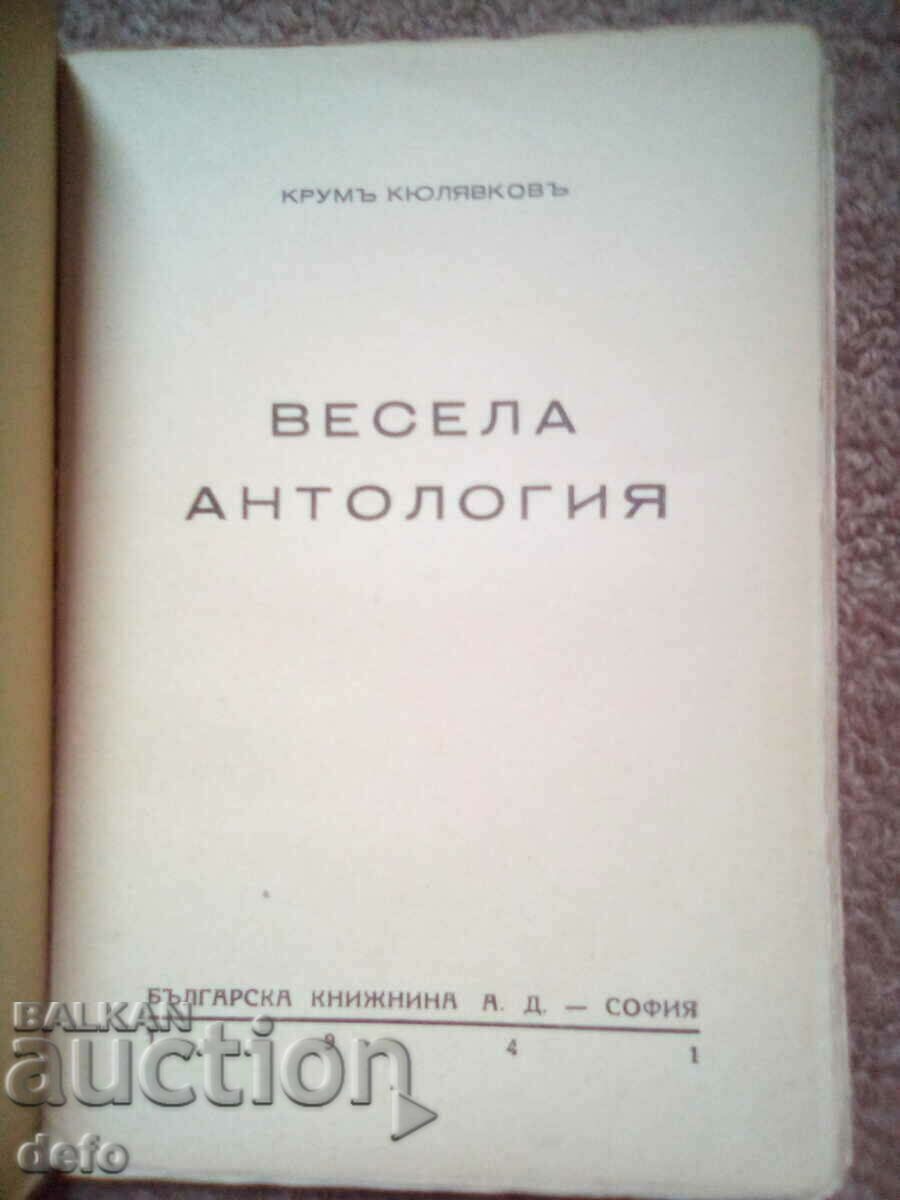 КРУМЪ КЮЛЯВКОВЪ
ВЕСЕЛА
АНТОЛОГИЯ
БЪЛГАРСКА КНИЖНИНА А. Д. — СОФИЯ
1 9 4 1
BALKAN
auction
defo